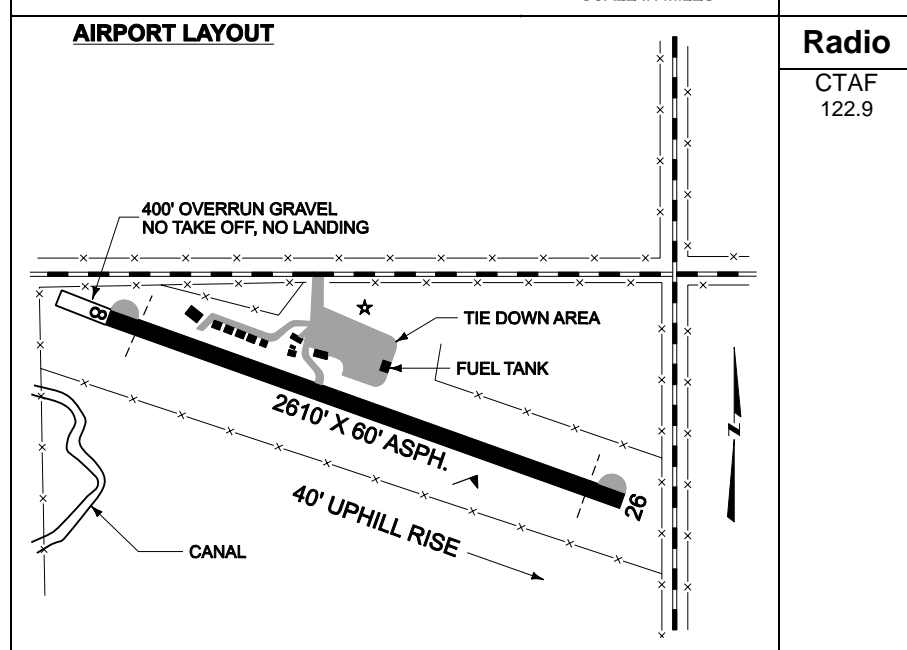 AIRPORT LAYOUT
Radio
CTAF
122.9
400' OVERRUN GRAVEL
NO TAKE OFF, NO LANDING
8
TIE DOWN AREA
FUEL TANK
2610' X 60' ASPH.
26
N
40' UPHILL RISE
CANAL